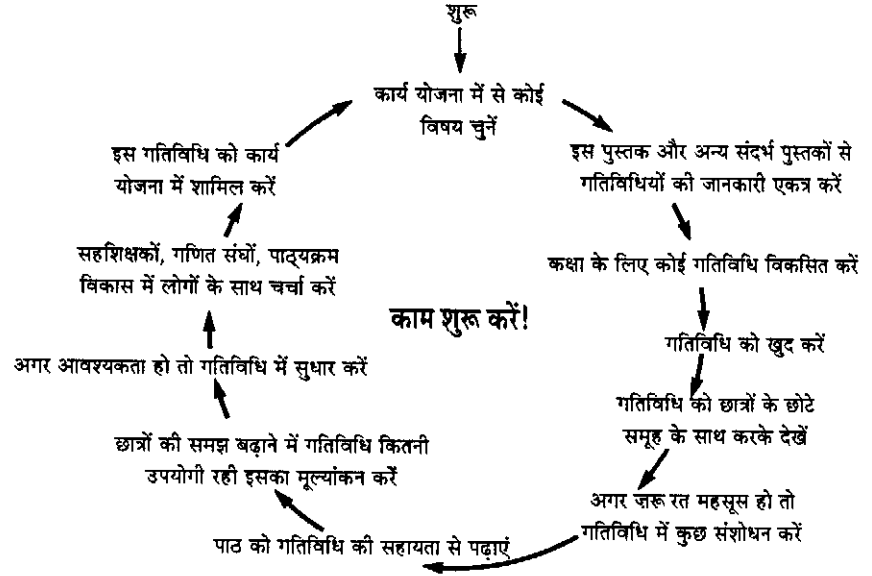 शुरू
कार्य योजना में से कोई
विषय चुनें
इस पुस्तक और अन्य संदर्भ पुस्तकों से
गतिविधियों की जानकारी एकत्र करें
कक्षा के लिए कोई गतिविधि विकसित करें
गतिविधि को खुद करें
गतिविधि को छात्रों के छोटे
समूह के साथ करके देखें
अगर ज़रूरत महसूस हो तो
गतिविधि में कुछ संशोधन करें
पाठ को गतिविधि की सहायता से पढ़ाएं
छात्रों की समझ बढ़ाने में गतिविधि कितनी
उपयोगी रही इसका मूल्यांकन करें
अगर आवश्यकता हो तो गतिविधि में सुधार करें
सहशिक्षकों, गणित संघों, पाठ्यक्रम
विकास में लोगों के साथ चर्चा करें
इस गतिविधि को कार्य
योजना में शामिल करें
काम शुरू करें!